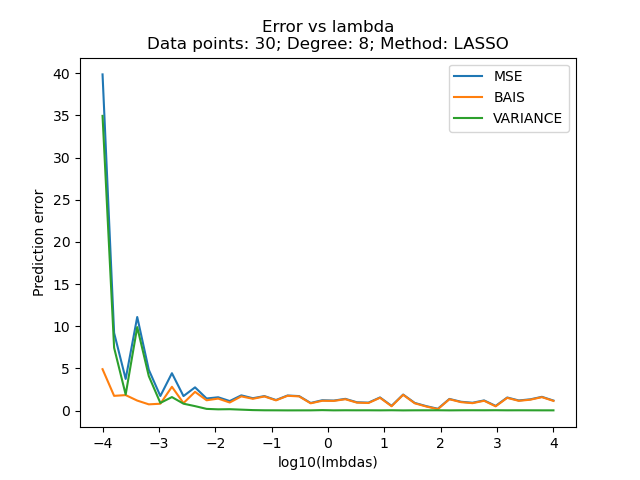 Error vs lambda
Data points: 30; Degree: 8; Method: LASSO
MSE
BAIS
VARIANCE
Prediction error
40
35
30
25
20
15
10
5
0
−4
−3
−2
−1
0
1
2
3
4
log10(lmbdas)